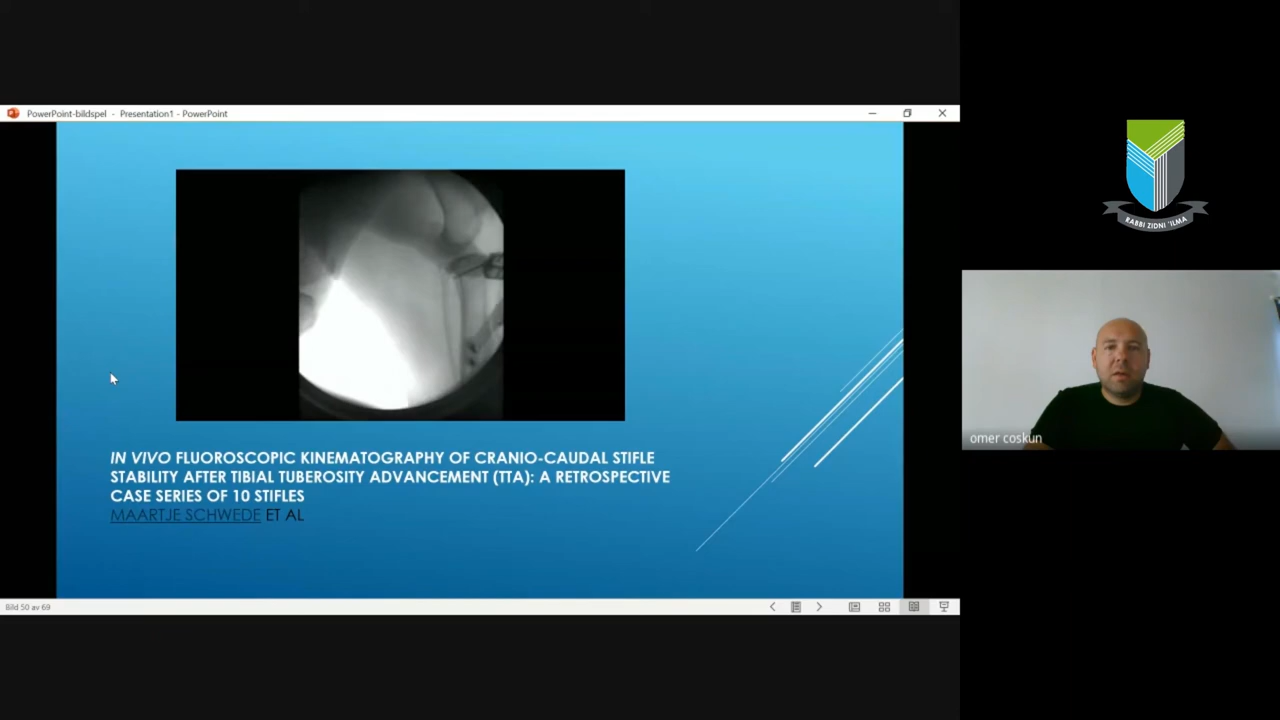 PowerPoint-bildspel - Presentation1 - PowerPoint
RABBI ZIDNI 'ILMA
omer coskun
IN VIVO FLUOROSCOPIC KINEMATOGRAPHY OF CRANIO-CAUDAL STIFLE
STABILITY AFTER TIBIAL TUBEROSITY ADVANCEMENT (TTA): A RETROSPECTIVE
CASE SERIES OF 10 STIFLES
MAARTJE SCHWEDE ET AL
Bild 50 av 69